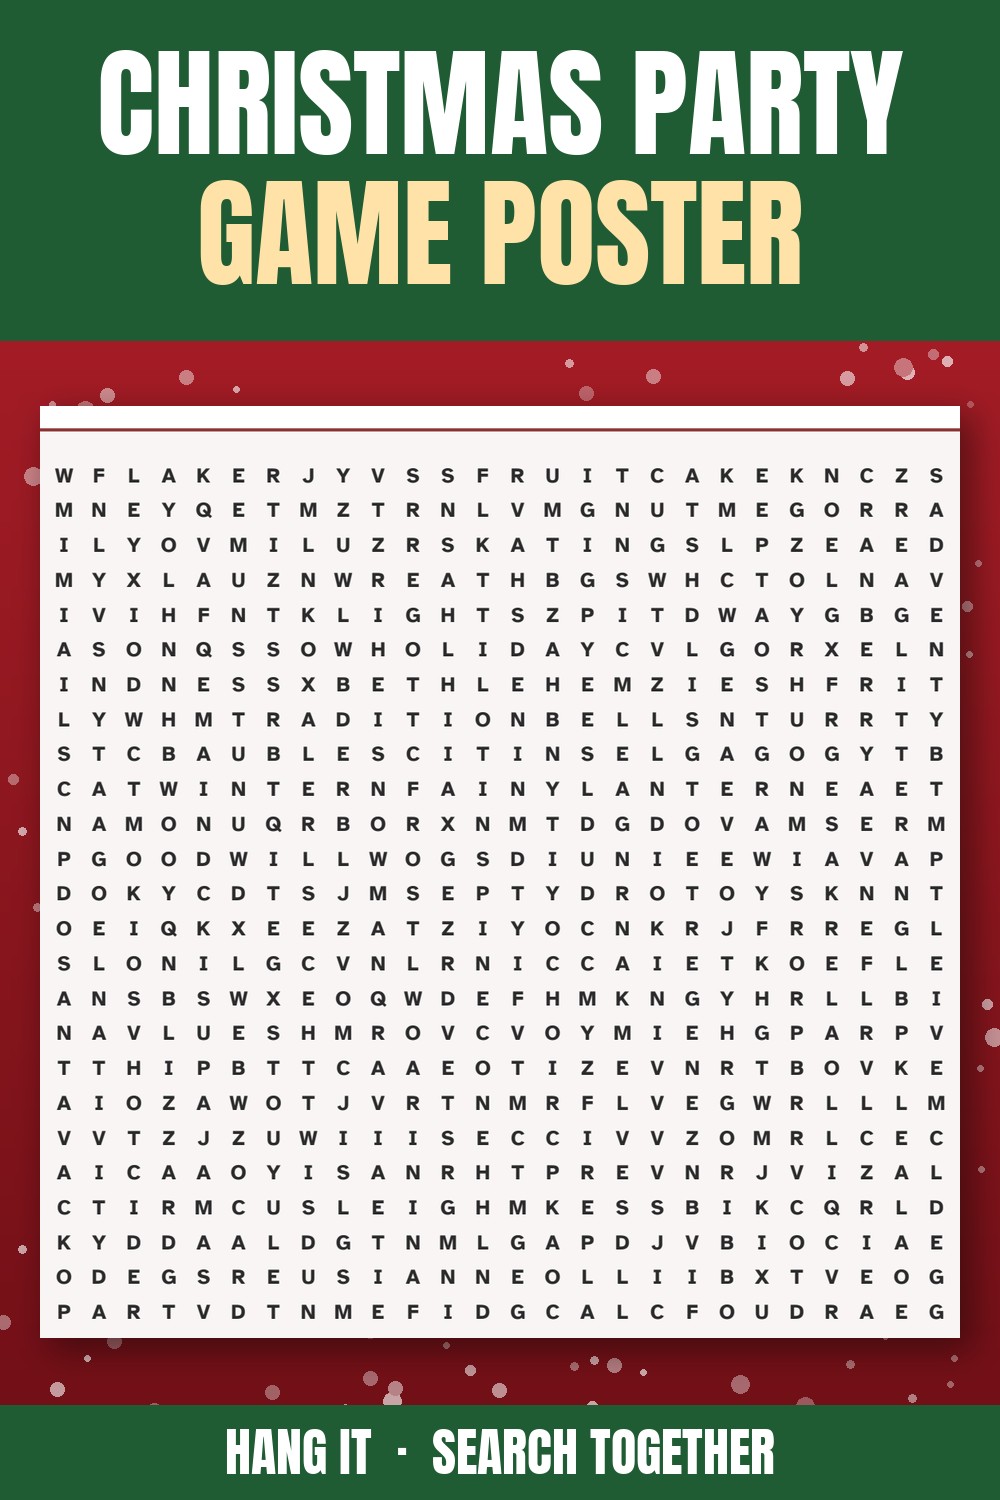 CHRISTMAS PARTY
GAME POSTER
W F L A K E R J Y V S S F R U I T C A K E K N C Z S
M N E Y Q E T M Z T R N L V M G N U T M E G O R R A
I L Y O V M I L U Z R S K A T I N G S L P Z E A E D
M Y X L A U Z N W R E A T H B G S W H C T O L N A V
I V I H F N T K L I G H T S Z P I T D W A Y G B G E
A S O N Q S S O W H O L I D A Y C V L G O R X E L N
I N D N E S S X B E T H L E H E M Z I E S H F R I T
L Y W H M T R A D I T I O N B E L L S N T U R R T Y
S T C B A U B L E S C I T I N S E L G A G O G Y T B
C A T W I N T E R N F A I N Y L A N T E R N E A E T
N A M O N U Q R B O R X N M T D G D O V A M S E R M
P G O O D W I L L W O G S D I U N I E E W I A V A P
D O K Y C D T S J M S E P T Y D R O T O Y S K N N T
O E I Q K X E E Z A T Z I Y O C N K R J F R R E G L
S L O N I L G C V N L R N I C C A I E T K O E F L E
A N S B S W X E O Q W D E F H M K N G Y H R L L B I
N A V L U E S H M R O V C V O Y M I E H G P A R P V
T T H I P B T T C A A E O T I Z E V N R T B O V K E
A I O Z A W O T J V R T N M R F L V E G W R L L L M
V V T Z J Z U W I I I S E C C I V V Z O M R L C E C
A I C A A O Y I S A N R H T P R E V N R J V I Z A L
C T I R M C U S L E I G H M K E S S B I K C Q R L D
K Y D D A A L D G T N M L G A P D J V B I O C I A E
O D E G S R E U S I A N N E O L L I I B X T V E O G
P A R T V D T N M E F I D G C A L C F O U D R A E G
HANG IT · SEARCH TOGETHER